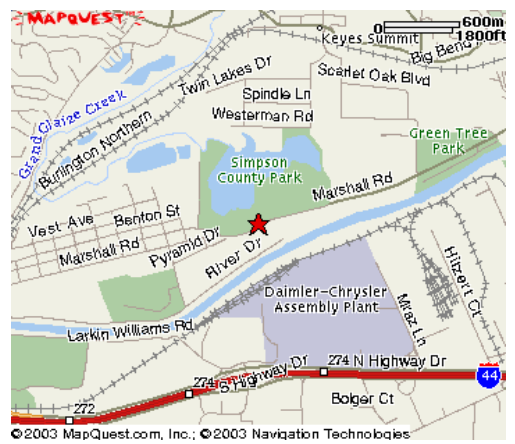 MAPQUEST
0 600m
1800ft
Keyes Summit
Big Bend
Twin Lakes Dr
Scarlet Oak Blvd
Grand Glaize Creek
Spindle Ln
Westerman Rd
Burlington Northern
Green Tree
Park
Simpson
County Park
Marshall Rd
Vest Ave
Benton St
Marshall Rd
Pyramid Dr
River Dr
Hitzert Ct
Daimler-Chrysler
Assembly Plant
Mraz Ln
Larkin Williams Rd
274 N Highway Dr
44
274
S Highway Dr
Bolger Ct
272
©2003 MapQuest.com, Inc.; ©2003 Navigation Technologies